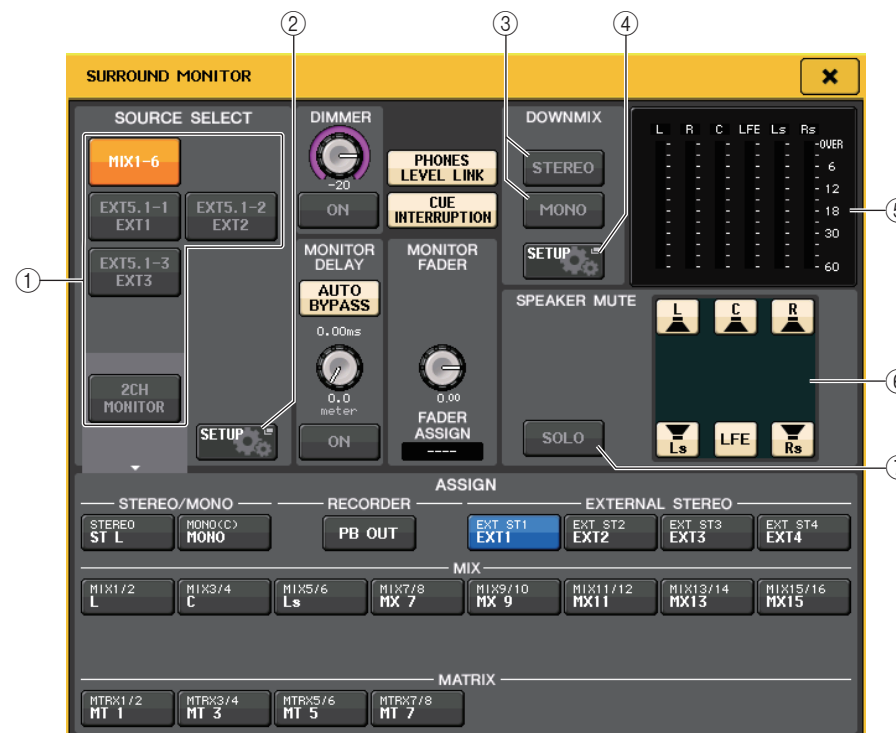 ② ③ ④
SURROUND MONITOR
SOURCE SELECT
MIX1-6
EXT5.1-1
EXT1
EXT5.1-2
EXT2
EXT5.1-3
EXT3
①
2CH
MONITOR
SETUP
DIMMER
-20
ON
PHONES
LEVEL LINK
CUE
INTERRUPTION
MONITOR
DELAY
AUTO
BYPASS
0.00ms
0.0
meter
ON
MONITOR
FADER
0.00
FADER
ASSIGN
----
DOWNMIX
STEREO
MONO
SETUP
L R C LFE Ls Rs
OVER
6
12
18
30
60
⑤
SPEAKER MUTE
L C R
Ls LFE Rs
⑥
SOLO
⑦
ASSIGN
STEREO/MONO RECORDER EXTERNAL STEREO
STEREO
ST L
MONO(C)
MONO
PB OUT
EXT ST1
EXT1
EXT ST2
EXT2
EXT ST3
EXT3
EXT ST4
EXT4
MIX
MIX1/2
L
MIX3/4
C
MIX5/6
Ls
MIX7/8
MX 7
MIX9/10
MX 9
MIX11/12
MX11
MIX13/14
MX13
MIX15/16
MX15
MATRIX
MTRX1/2
MT 1
MTRX3/4
MT 3
MTRX5/6
MT 5
MTRX7/8
MT 7